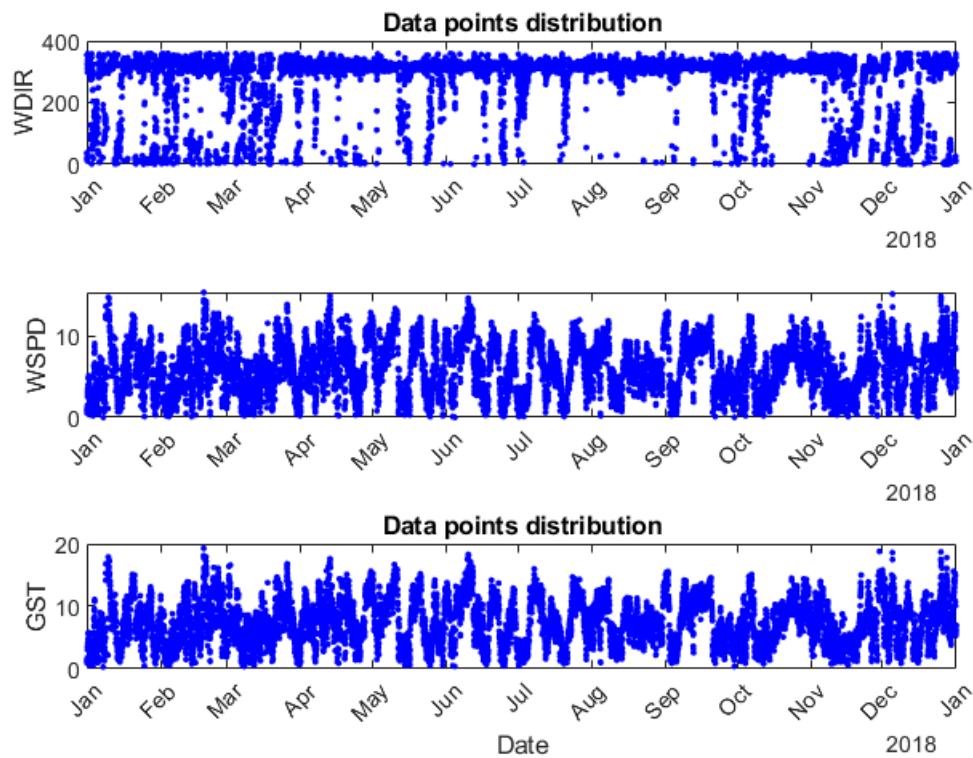 Data points distribution
WDIR
400
200
0
Jan Feb Mar Apr May Jun Jul Aug Sep Oct Nov Dec Jan
2018
WSPD
10
0
Jan Feb Mar Apr May Jun Jul Aug Sep Oct Nov Dec Jan
2018
Data points distribution
GST
20
10
0
Jan Feb Mar Apr May Jun Jul Aug Sep Oct Nov Dec Jan
Date 2018